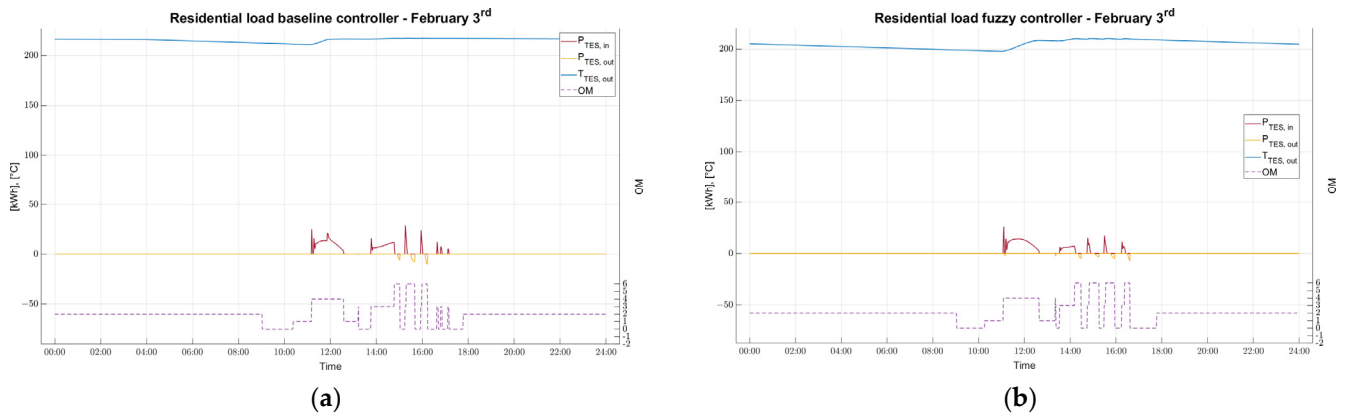 Residential load baseline controller - February 3rd
200
150
100
50
0
−50
[kWh], [°C]
P TES, in
P TES, out
T TES, out
OM
OM
6
5
4
3
2
1
0
-1
-2
00:00 02:00 04:00 06:00 08:00 10:00 12:00 14:00 16:00 18:00 20:00 22:00 24:00
Time
(a)
Residential load fuzzy controller - February 3rd
200
150
100
50
0
−50
[kWh], [°C]
P TES, in
P TES, out
T TES, out
OM
OM
6
5
4
3
2
1
0
-1
-2
00:00 02:00 04:00 06:00 08:00 10:00 12:00 14:00 16:00 18:00 20:00 22:00 24:00
Time
(b)